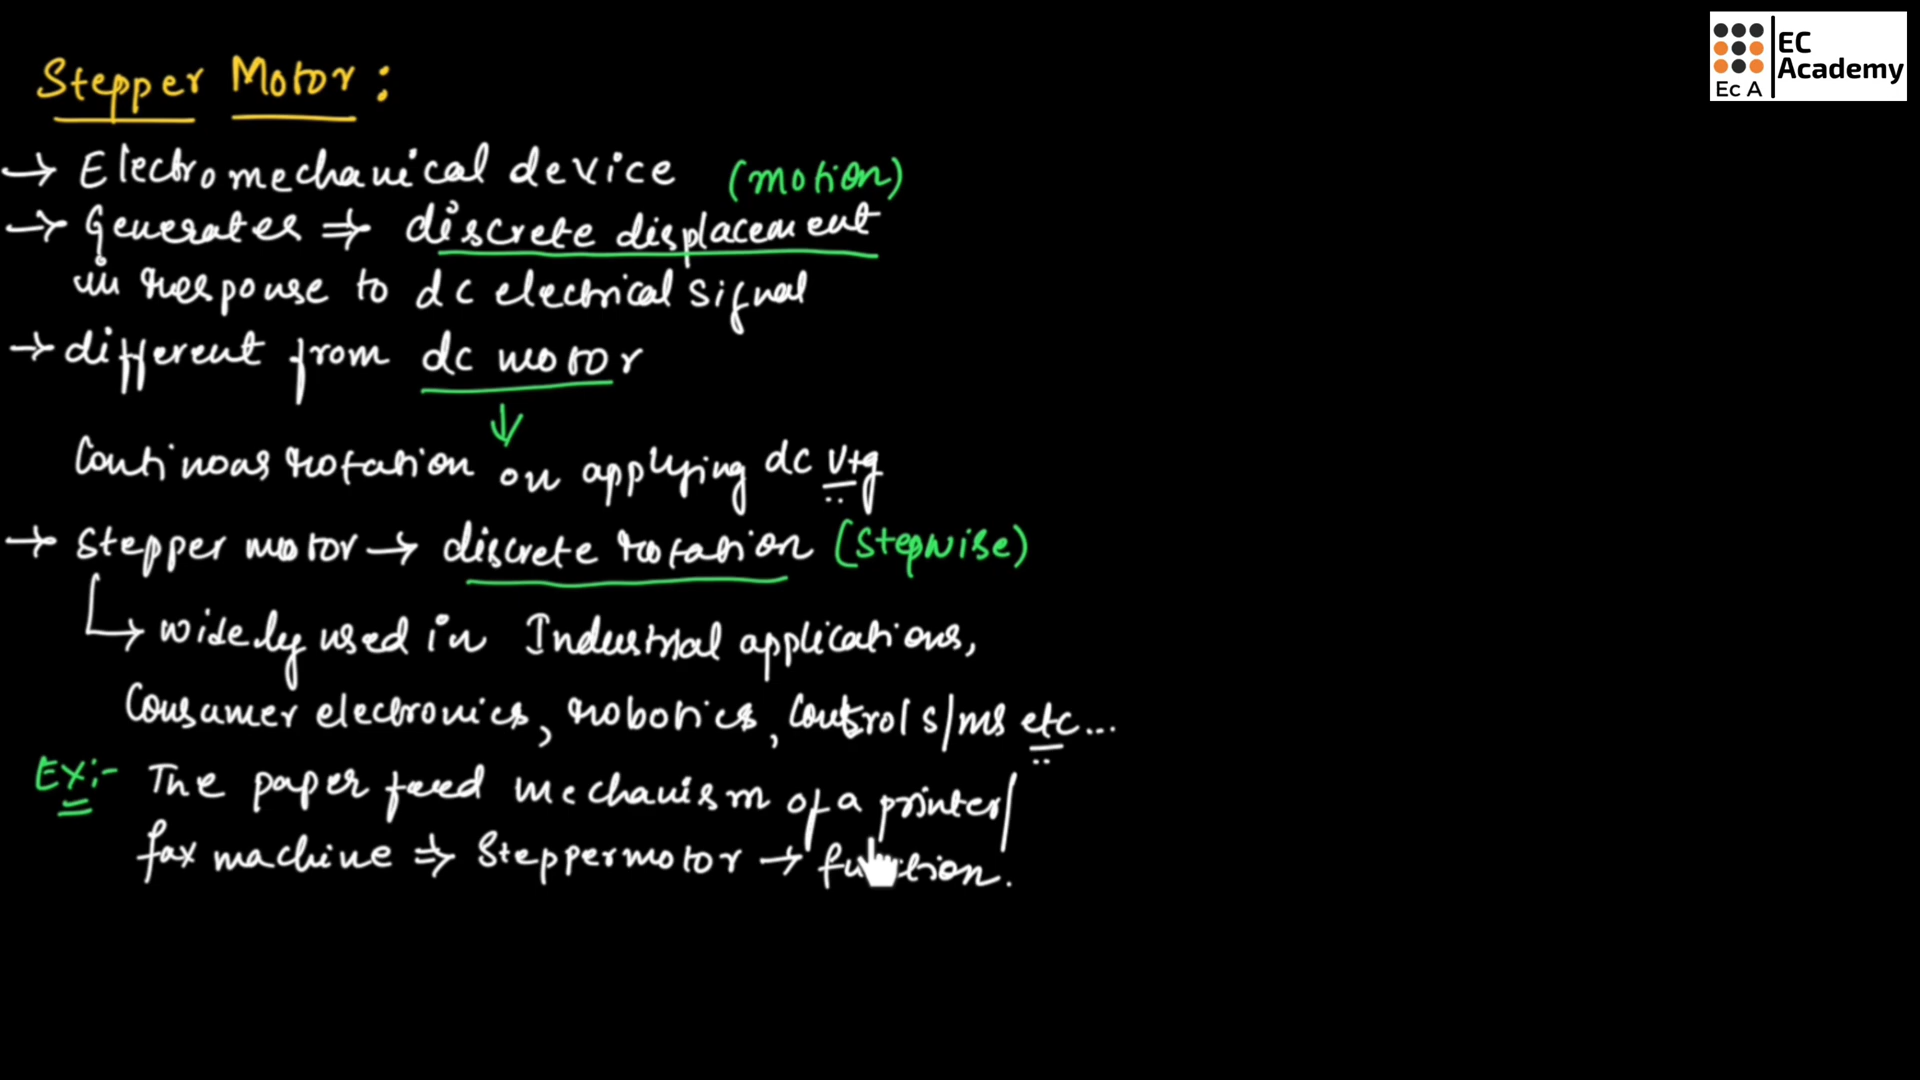 Stepper Motor :
EC Academy
Ec A
→ Electromechanical device (motion)
→ Generates ⇒ discrete displacement
in response to dc electrical signal
→ different from dc motor
↓
Continous rotation on applying dc vtg
→ Stepper motor → discrete rotation (Stepwise)
↳ widely used in Industrial applications,
Consumer electronics, robotics, Control s/ms etc...
Ex:- The paper feed mechanism of a printer/
fax machine ⇒ Steppermotor → function.